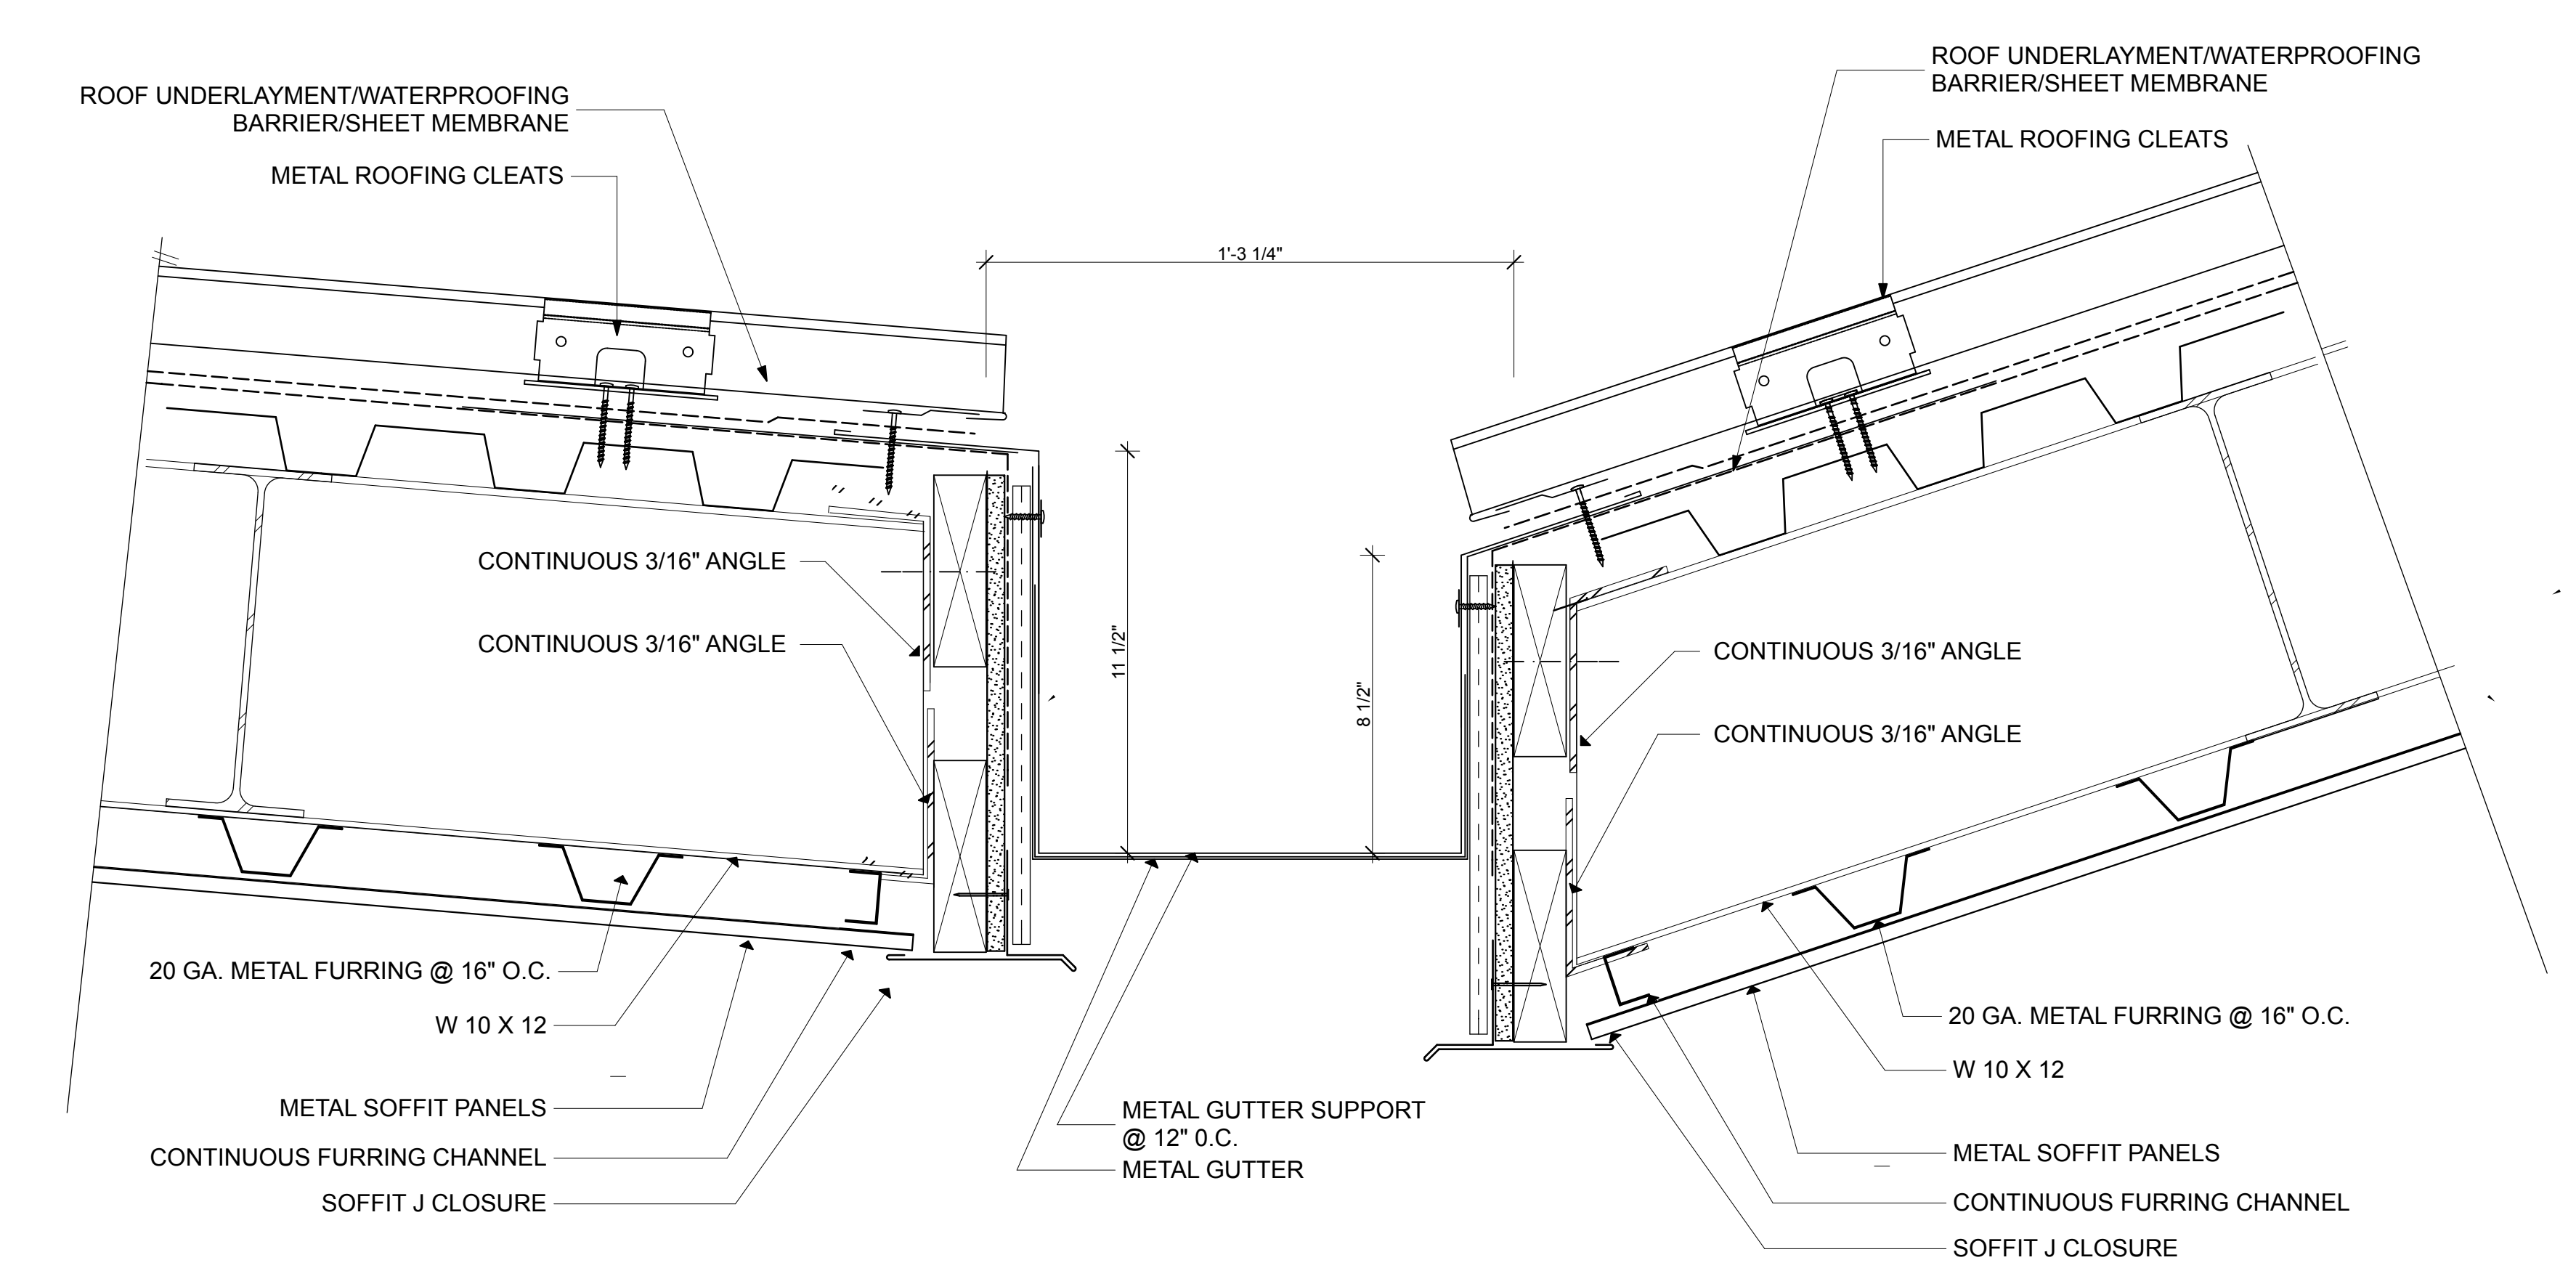 ROOF UNDERLAYMENT/WATERPROOFING
BARRIER/SHEET MEMBRANE
METAL ROOFING CLEATS
ROOF UNDERLAYMENT/WATERPROOFING
BARRIER/SHEET MEMBRANE
METAL ROOFING CLEATS
1'-3 1/4"
CONTINUOUS 3/16" ANGLE
CONTINUOUS 3/16" ANGLE
11 1/2"
8 1/2"
CONTINUOUS 3/16" ANGLE
CONTINUOUS 3/16" ANGLE
20 GA. METAL FURRING @ 16" O.C.
W 10 X 12
METAL SOFFIT PANELS
CONTINUOUS FURRING CHANNEL
SOFFIT J CLOSURE
METAL GUTTER SUPPORT
@ 12" 0.C.
METAL GUTTER
20 GA. METAL FURRING @ 16" O.C.
W 10 X 12
METAL SOFFIT PANELS
CONTINUOUS FURRING CHANNEL
SOFFIT J CLOSURE